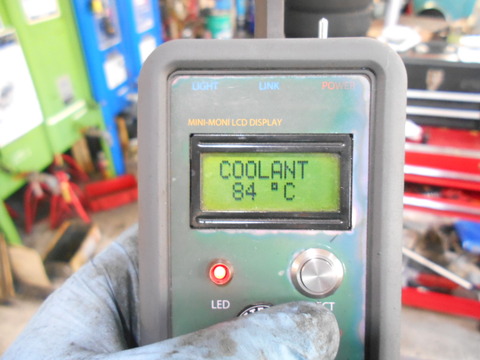 LIGHT LINK POWER
MINI-MONI LCD DISPLAY
COOLANT
84 °C
LED